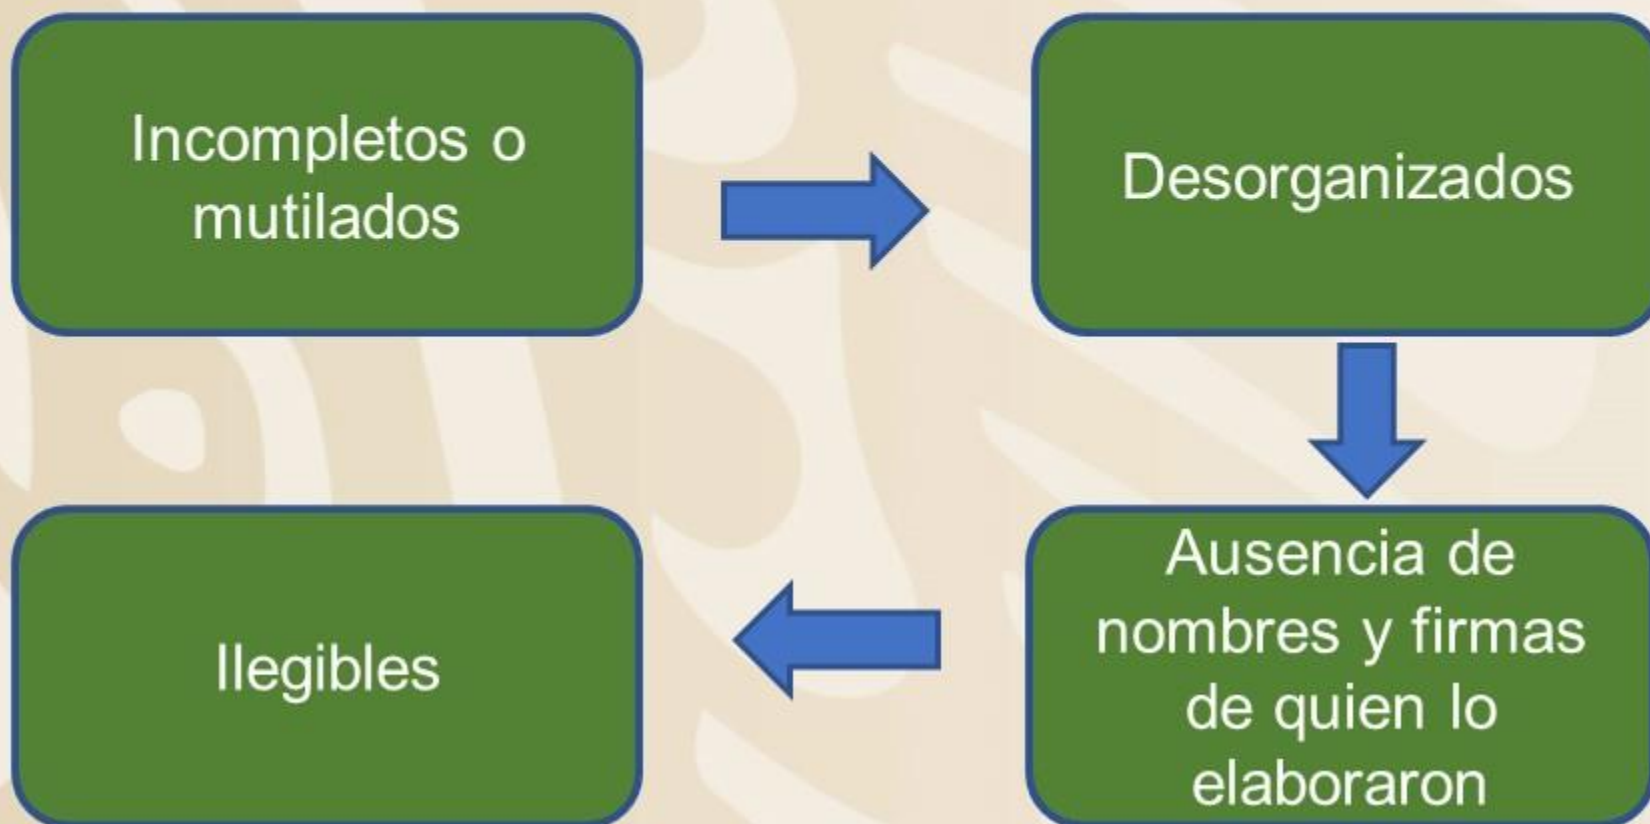 Incompletos o
mutilados
Desorganizados
Ausencia de
nombres y firmas
de quien lo
elaboraron
Ilegibles